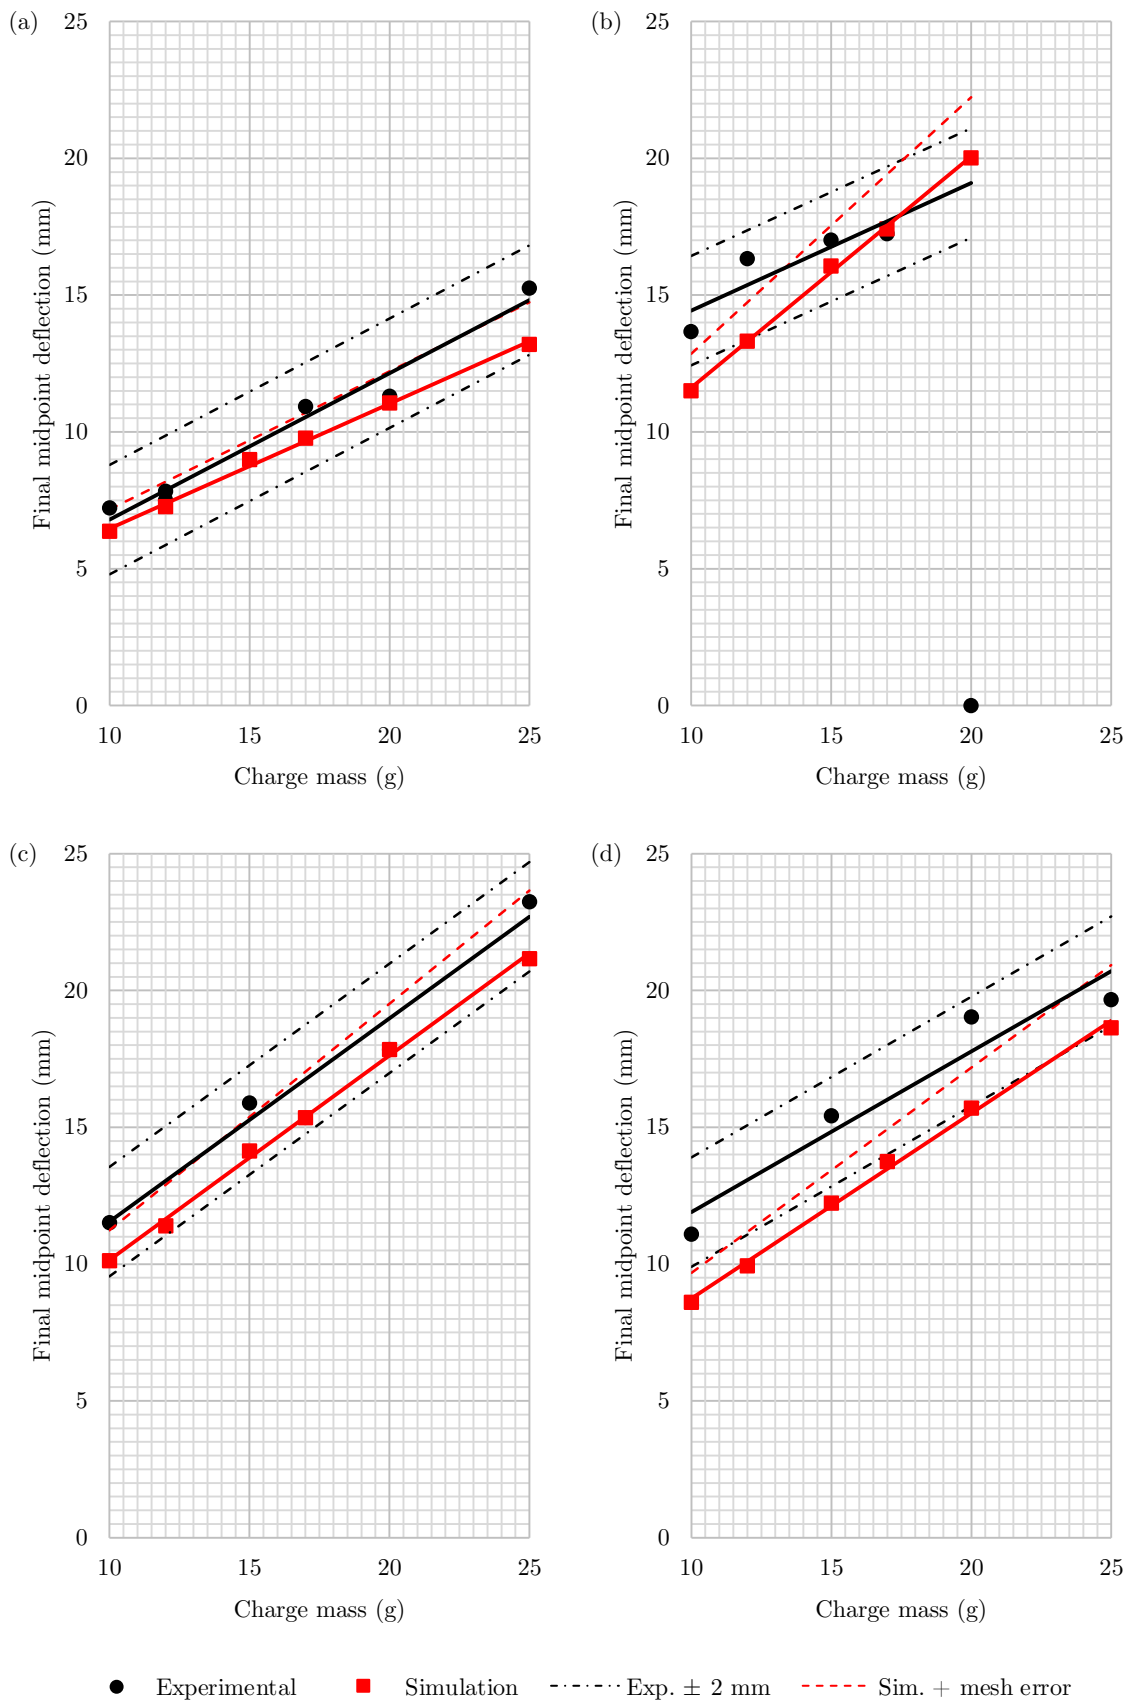 (a)
25
20
15
10
5
0
Final midpoint deflection (mm)
10 15 20 25
Charge mass (g)
(b)
25
20
15
10
5
0
Final midpoint deflection (mm)
10 15 20 25
Charge mass (g)
(c)
25
20
15
10
5
0
Final midpoint deflection (mm)
10 15 20 25
Charge mass (g)
(d)
25
20
15
10
5
0
Final midpoint deflection (mm)
10 15 20 25
Charge mass (g)
Experimental Simulation Exp. ± 2 mm Sim. + mesh error